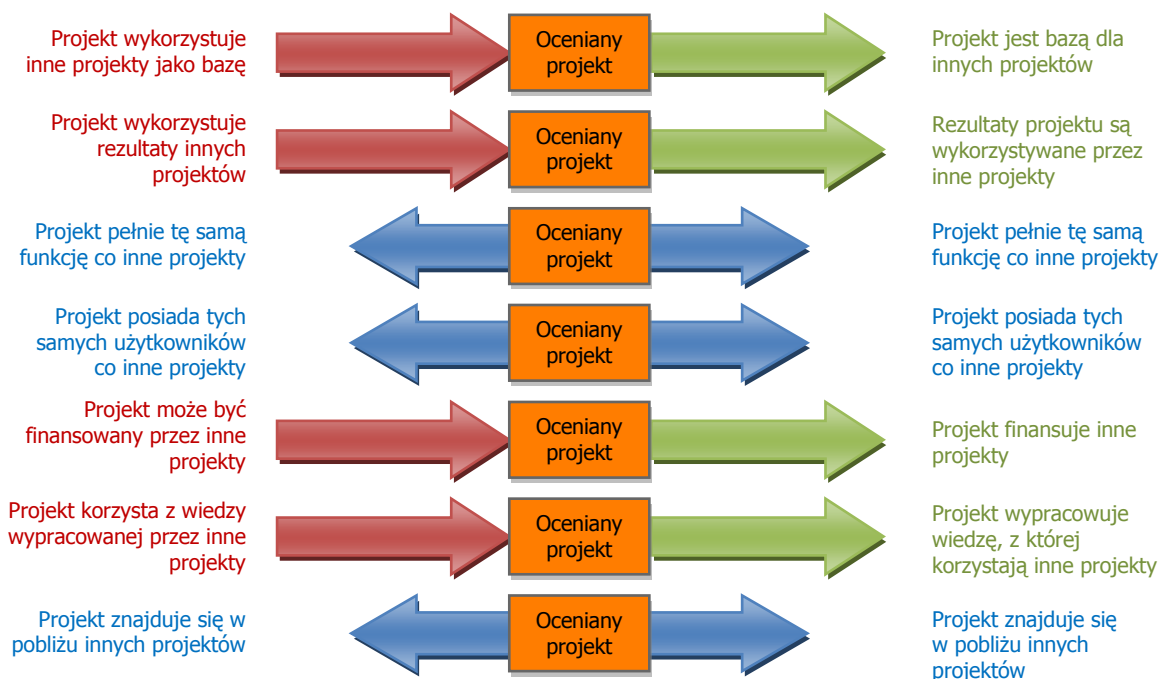 Projekt wykorzystuje
inne projekty jako bazę
Oceniany
projekt
Projekt jest bazą dla
innych projektów
Projekt wykorzystuje
rezultaty innych
projektów
Oceniany
projekt
Rezultaty projektu są
wykorzystywane przez
inne projekty
Projekt pełnie tę samą
funkcję co inne projekty
Oceniany
projekt
Projekt pełnie tę samą
funkcję co inne projekty
Projekt posiada tych
samych użytkowników
co inne projekty
Oceniany
projekt
Projekt posiada tych
samych użytkowników
co inne projekty
Projekt może być
finansowany przez inne
projekty
Oceniany
projekt
Projekt finansuje inne
projekty
Projekt korzysta z wiedzy
wypracowanej przez inne
projekty
Oceniany
projekt
Projekt wypracowuje
wiedzę, z której
korzystają inne projekty
Projekt znajduje się w
pobliżu innych projektów
Oceniany
projekt
Projekt znajduje się
w pobliżu innych
projektów